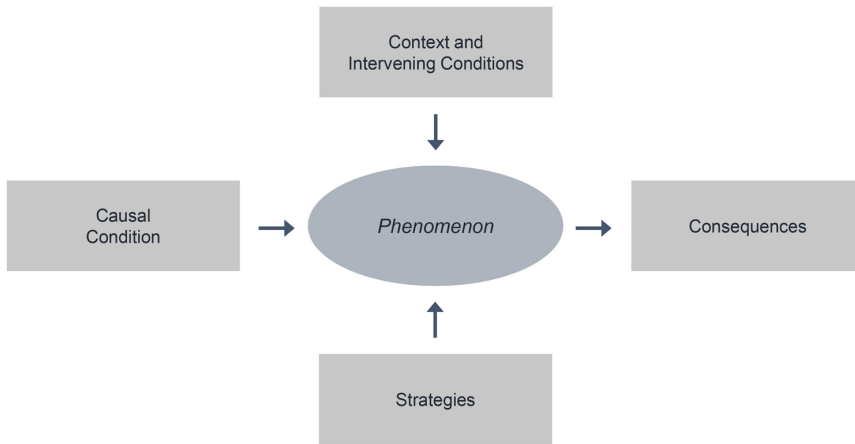 Context and
Intervening Conditions
Causal
Condition
Phenomenon
Consequences
Strategies